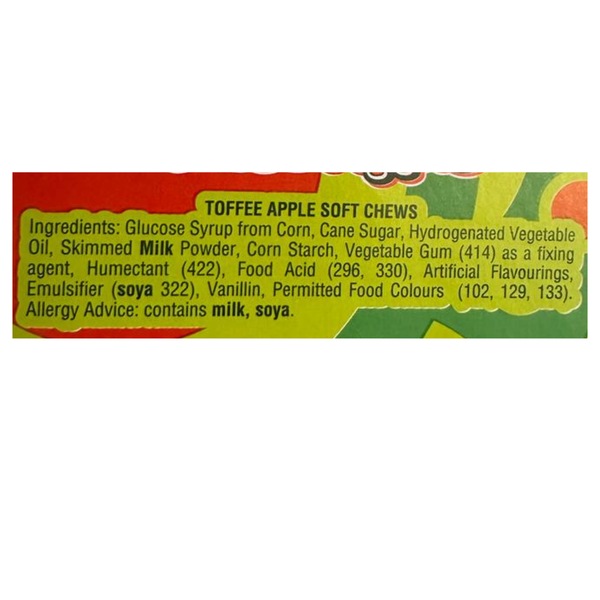 TOFFEE APPLE SOFT CHEWS
Ingredients: Glucose Syrup from Corn, Cane Sugar, Hydrogenated Vegetable
Oil, Skimmed Milk Powder, Corn Starch, Vegetable Gum (414) as a fixing
agent, Humectant (422), Food Acid (296, 330), Artificial Flavourings,
Emulsifier (soya 322), Vanillin, Permitted Food Colours (102, 129, 133).
Allergy Advice: contains milk, soya.